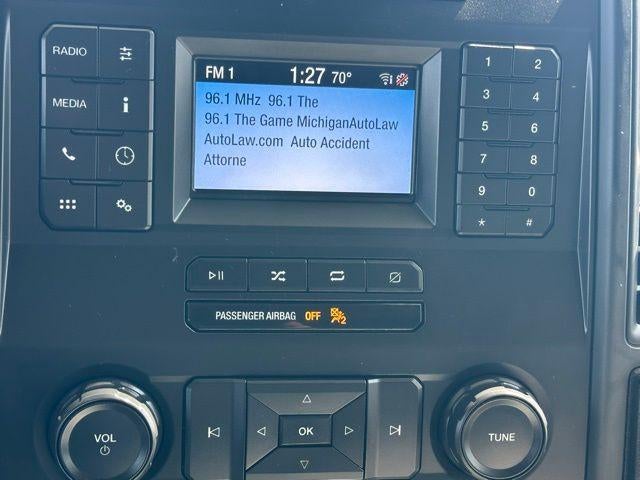 RADIO
MEDIA
i
FM 1 1:27 70°
96.1 MHz 96.1 The
96.1 The Game MichiganAutoLaw
AutoLaw.com Auto Accident
Attorne
1 2
3 4
5 6
7 8
9 0
* #
PASSENGER AIRBAG OFF 2
VOL
OK
TUNE